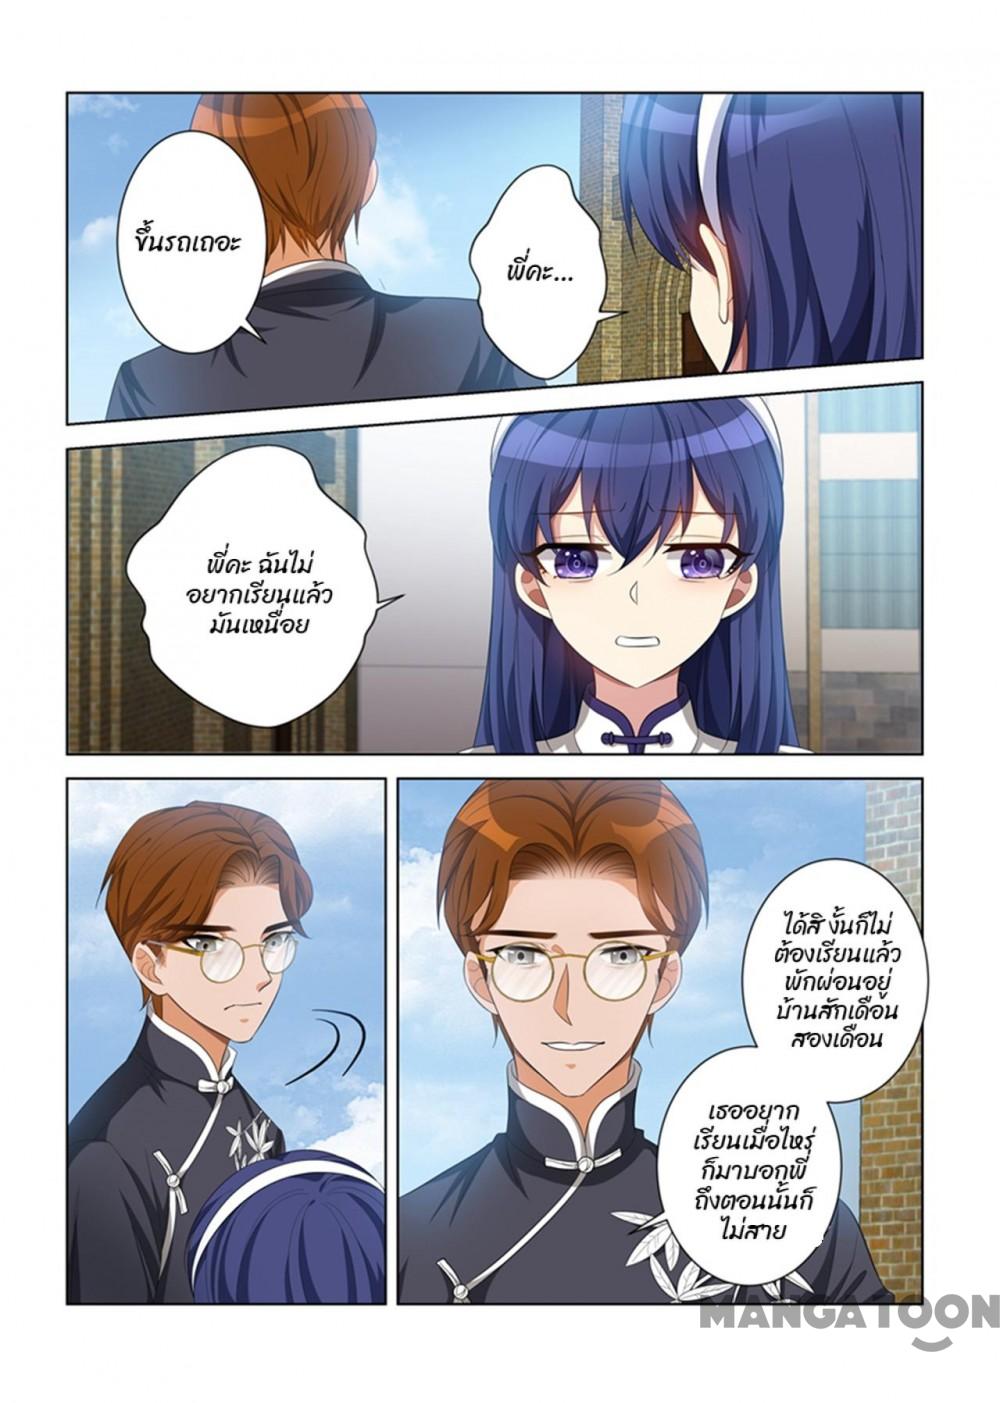 ขึ้นรถเถอะ
พี่คะ...
พี่คะ ฉันไม่
อยากเรียนแล้ว
มันเหนื่อย
ได้สิ งั้นก็ไม่
ต้องเรียนแล้ว
พักผ่อนอยู่
บ้านสักเดือน
สองเดือน
เธออยาก
เรียนเมื่อไหร่
ก็มาบอกพี่
ถึงตอนนั้นก็
ไม่สาย
MANGATOON